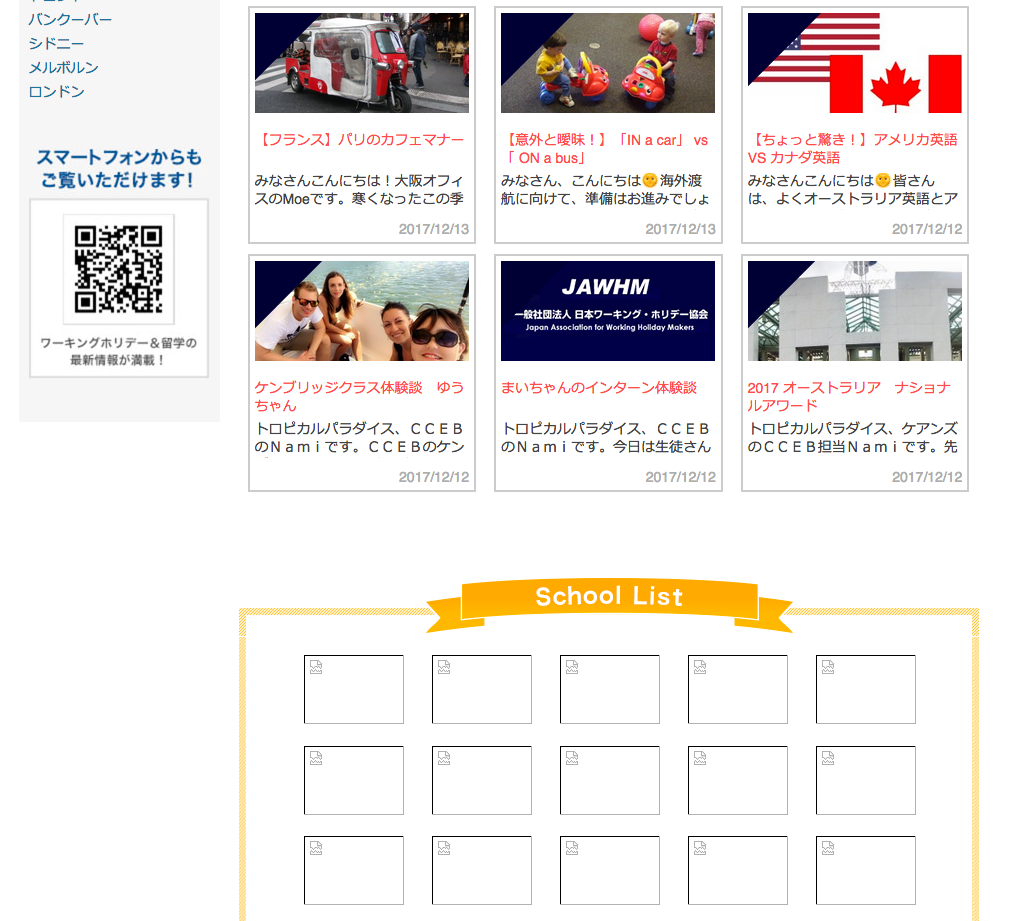 バンクーバー
シドニー
メルボルン
ロンドン
スマートフォンからも
ご覧いただけます！
ワーキングホリデー＆留学の
最新情報が満載！
【フランス】パリのカフェマナー
みなさんこんにちは！大阪オフィ
スのMoeです。寒くなったこの季
2017/12/13
【意外と曖昧！】「IN a car」 vs
「 ON a bus」
みなさん、こんにちは🌞海外渡
航に向けて、準備はお進みでしょ
2017/12/13
【ちょっと驚き！】アメリカ英語
VS カナダ英語
みなさんこんにちは🌞皆さん
は、よくオーストラリア英語とア
2017/12/12
ケンブリッジクラス体験談　ゆう
ちゃん
トロピカルパラダイス、ＣＣＥＢ
のＮａｍｉです。ＣＣＥＢのケン
2017/12/12
JAWHM
一般社団法人 日本ワーキング・ホリデー協会
Japan Association for Working Holiday Makers
まいちゃんのインターン体験談
トロピカルパラダイス、ＣＣＥＢ
のＮａｍｉです。今日は生徒さん
2017/12/12
2017 オーストラリア　ナショナ
ルアワード
トロピカルパラダイス、ケアンズ
のＣＣＥＢ担当Ｎａｍｉです。先
2017/12/12
School List